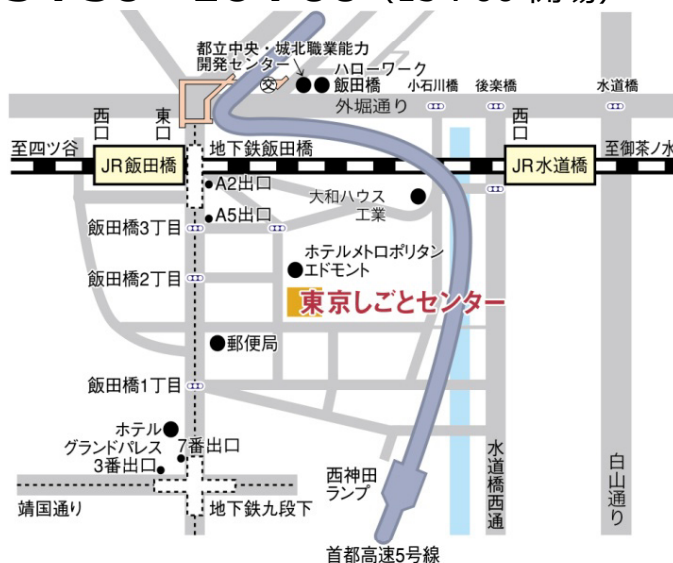 都立中央・城北職業能力
開発センター
ハローワーク
飯田橋
小石川橋
後楽橋
水道橋
外堀通り
西口
東口
西口
至四ツ谷
地下鉄飯田橋
至御茶ノ水
JR飯田橋
JR水道橋
A2出口
大和ハウス
工業
A5出口
飯田橋3丁目
ホテルメトロポリタン
エドモント
飯田橋2丁目
東京しごとセンター
郵便局
飯田橋1丁目
ホテル
グランドパレス
7番出口
3番出口
西神田
ランプ
水道橋西通
白山通り
靖国通り
地下鉄九段下
首都高速5号線